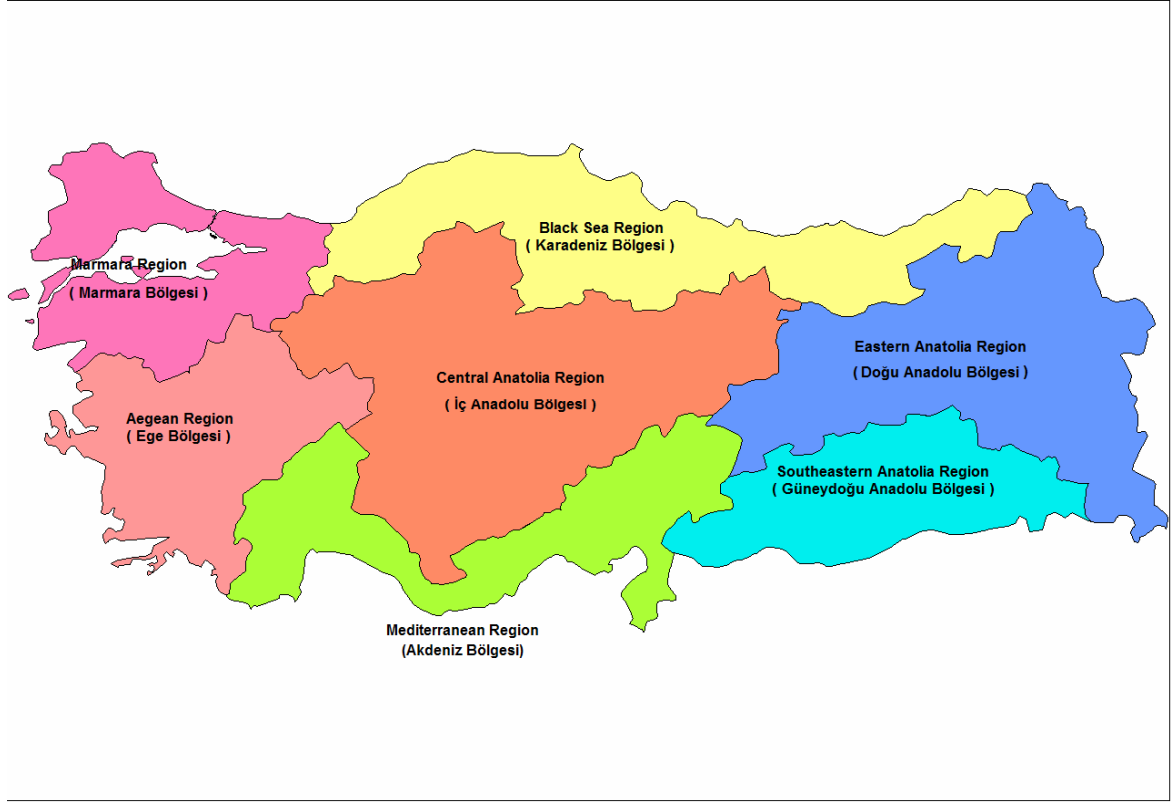 Black Sea Region
( Karadeniz Bölgesi )
Marmara Region
( Marmara Bölgesi )
Eastern Anatolia Region
( Doğu Anadolu Bölgesi )
Central Anatolia Region
( İç Anadolu Bölgesİ )
Aegean Region
( Ege Bölgesi )
Southeastern Anatolia Region
( Güneydoğu Anadolu Bölgesi )
Mediterranean Region
(Akdeniz Bölgesi)